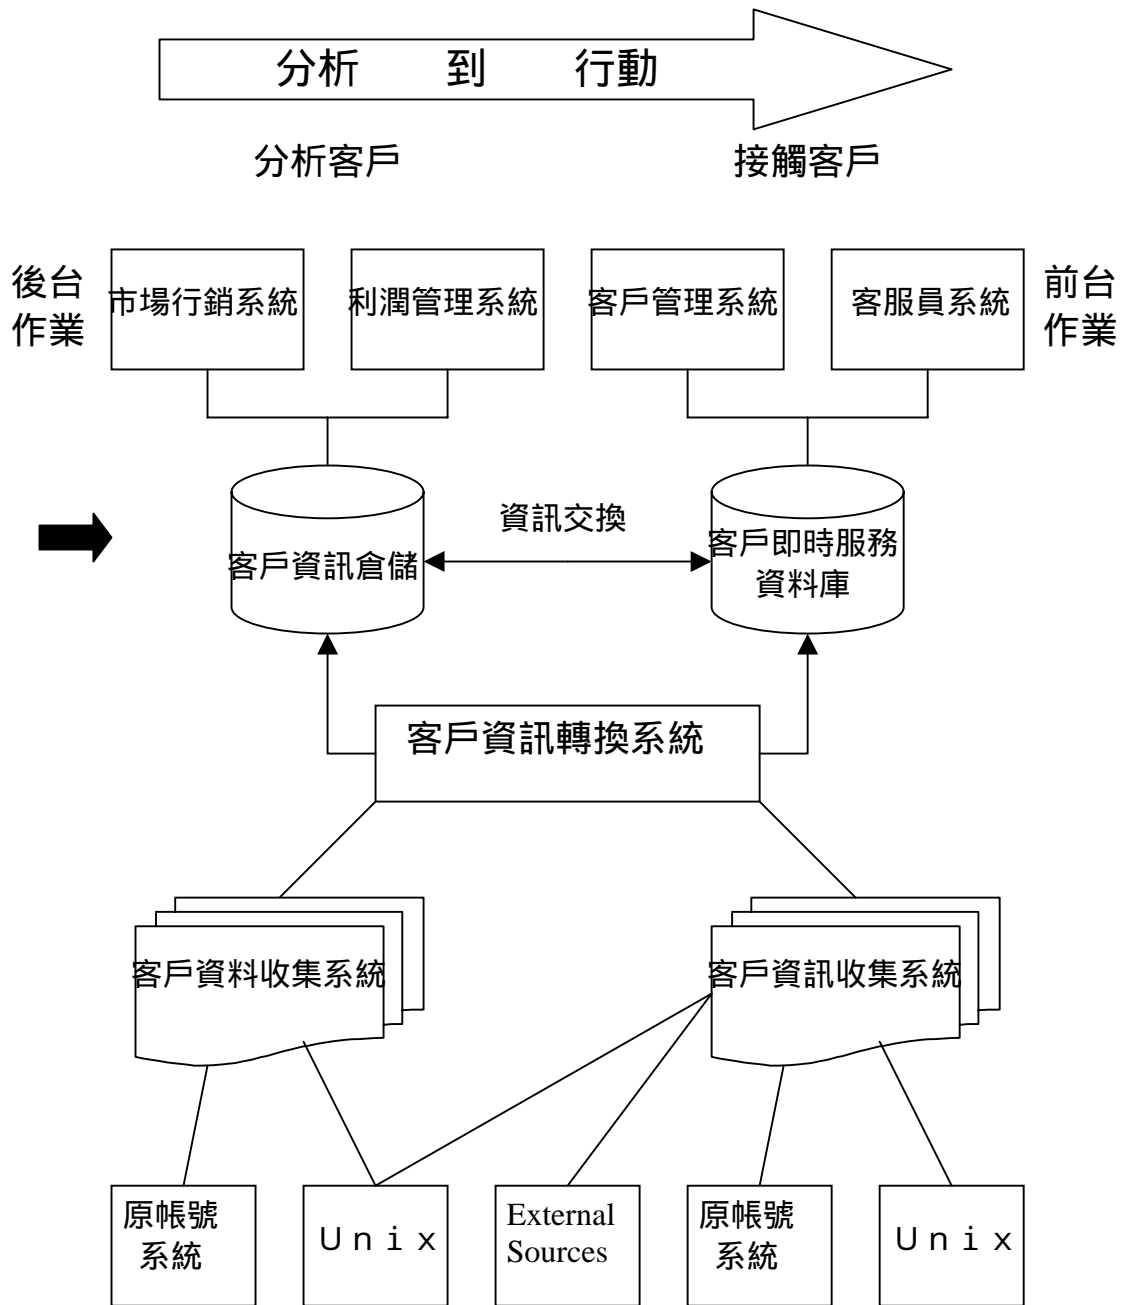 分析 到 行動
分析客戶
接觸客戶
後台
作業
市場行銷系統
利潤管理系統
客戶管理系統
客服員系統
前台
作業
資訊交換
客戶資訊倉儲
客戶即時服務
資料庫
客戶資訊轉換系統
客戶資料收集系統
客戶資訊收集系統
原帳號
系統
Ｕｎｉｘ
External
Sources
原帳號
系統
Ｕｎｉｘ